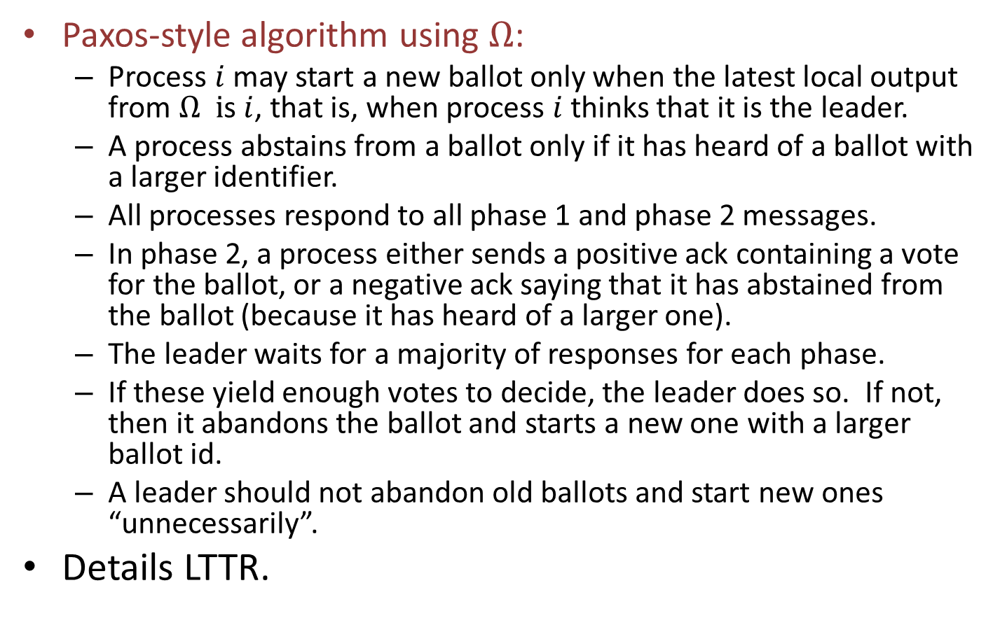 • Paxos-style algorithm using Ω:
– Process i may start a new ballot only when the latest local output
from Ω is i, that is, when process i thinks that it is the leader.
– A process abstains from a ballot only if it has heard of a ballot with
a larger identifier.
– All processes respond to all phase 1 and phase 2 messages.
– In phase 2, a process either sends a positive ack containing a vote
for the ballot, or a negative ack saying that it has abstained from
the ballot (because it has heard of a larger one).
– The leader waits for a majority of responses for each phase.
– If these yield enough votes to decide, the leader does so.  If not,
then it abandons the ballot and starts a new one with a larger
ballot id.
– A leader should not abandon old ballots and start new ones
“unnecessarily”.
• Details LTTR.